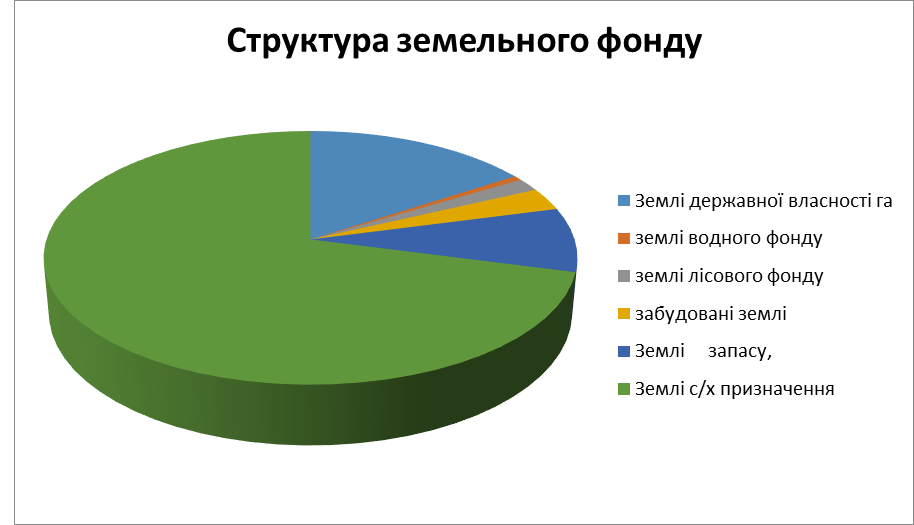 Структура земельного фонду
Землі державної власності га
землі водного фонду
землі лісового фонду
забудовані землі
Землі запасу,
Землі с/х призначення